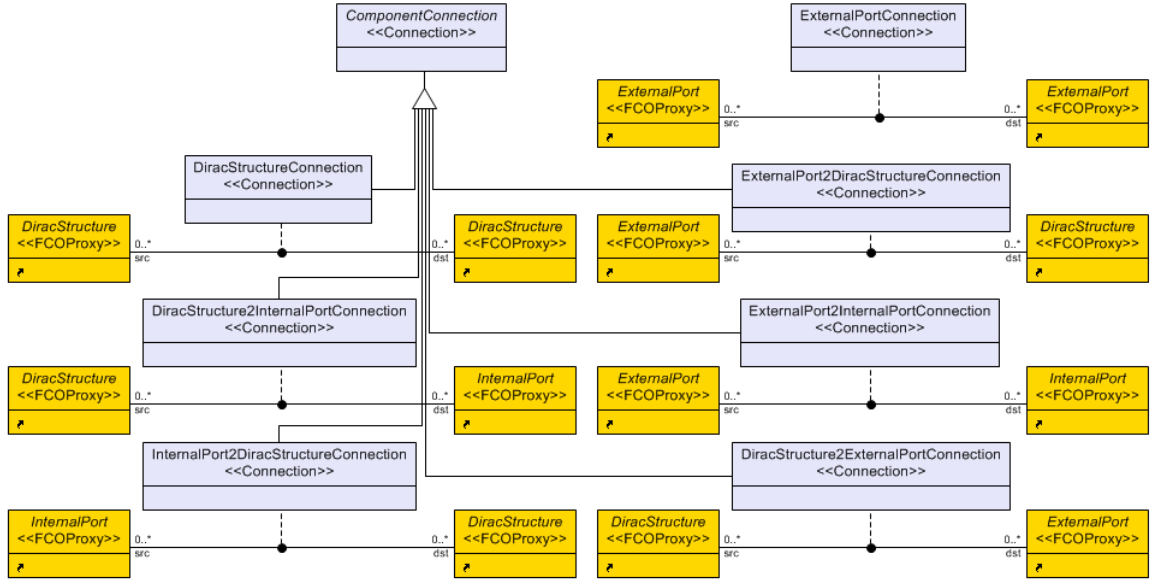 ComponentConnection
<<Connection>>
ExternalPortConnection
<<Connection>>
ExternalPort
<<FCOProxy>>
0..*
src
0..*
dst
ExternalPort
<<FCOProxy>>
DiracStructureConnection
<<Connection>>
ExternalPort2DiracStructureConnection
<<Connection>>
DiracStructure
<<FCOProxy>>
0..*
src
0..*
dst
DiracStructure
<<FCOProxy>>
ExternalPort
<<FCOProxy>>
0..*
src
0..*
dst
DiracStructure
<<FCOProxy>>
DiracStructure2InternalPortConnection
<<Connection>>
ExternalPort2InternalPortConnection
<<Connection>>
DiracStructure
<<FCOProxy>>
0..*
src
0..*
dst
InternalPort
<<FCOProxy>>
ExternalPort
<<FCOProxy>>
0..*
src
0..*
dst
InternalPort
<<FCOProxy>>
InternalPort2DiracStructureConnection
<<Connection>>
DiracStructure2ExternalPortConnection
<<Connection>>
InternalPort
<<FCOProxy>>
0..*
src
0..*
dst
DiracStructure
<<FCOProxy>>
DiracStructure
<<FCOProxy>>
0..*
src
0..*
dst
ExternalPort
<<FCOProxy>>